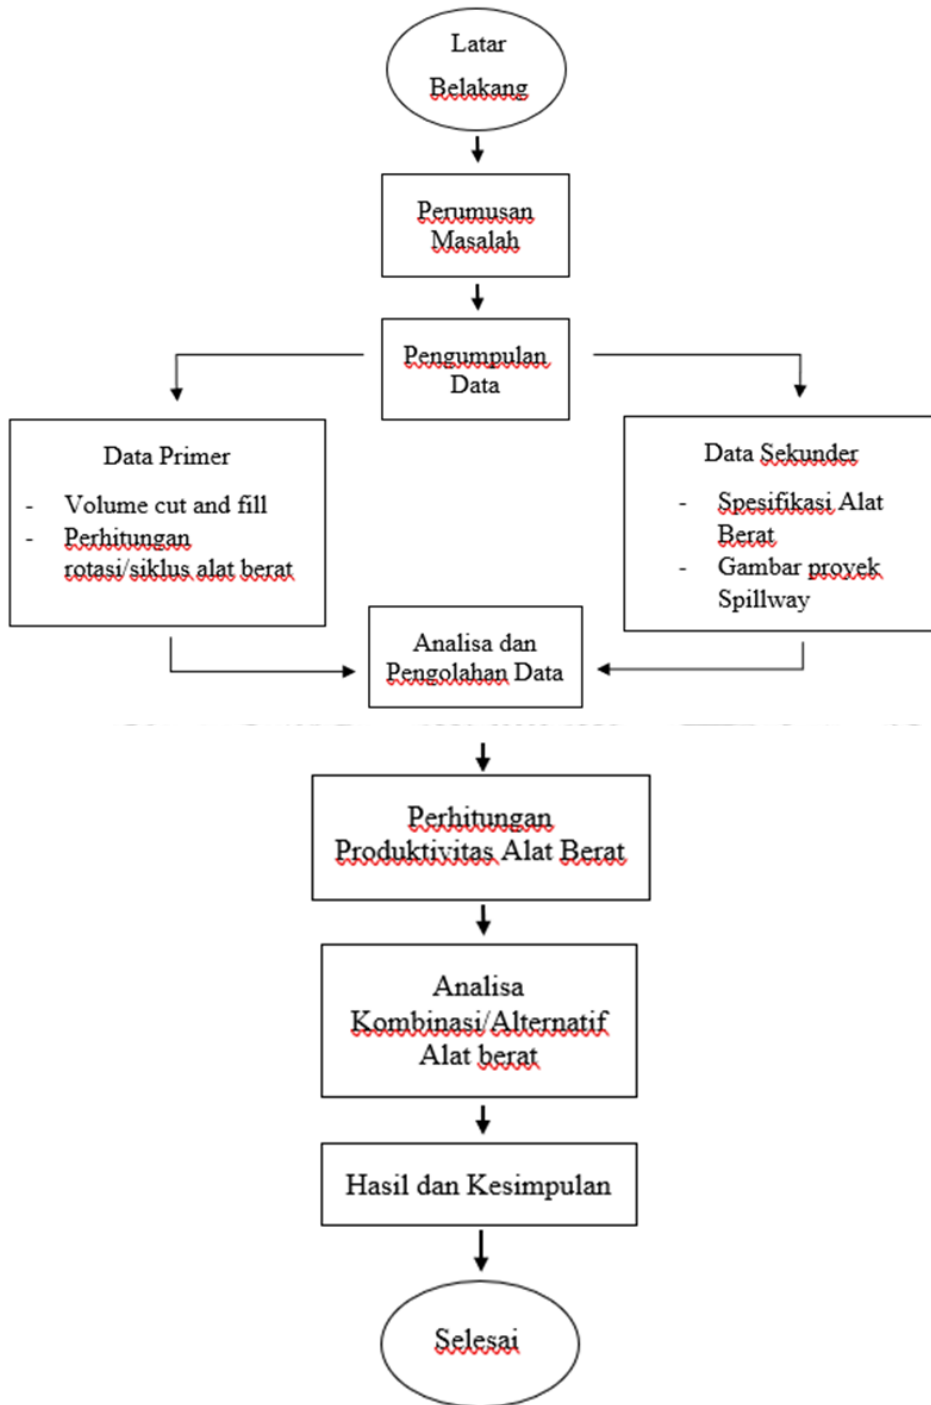 Latar
Belakang
Perumusan
Masalah
Pengumpulan
Data
Data Primer
- Volume cut and fill
- Perhitungan
rotasi/siklus alat berat
Data Sekunder
- Spesifikasi Alat
Berat
- Gambar proyek
Spillway
Analisa dan
Pengolahan Data
Perhitungan
Produktivitas Alat Berat
Analisa
Kombinasi/Alternatif
Alat berat
Hasil dan Kesimpulan
Selesai